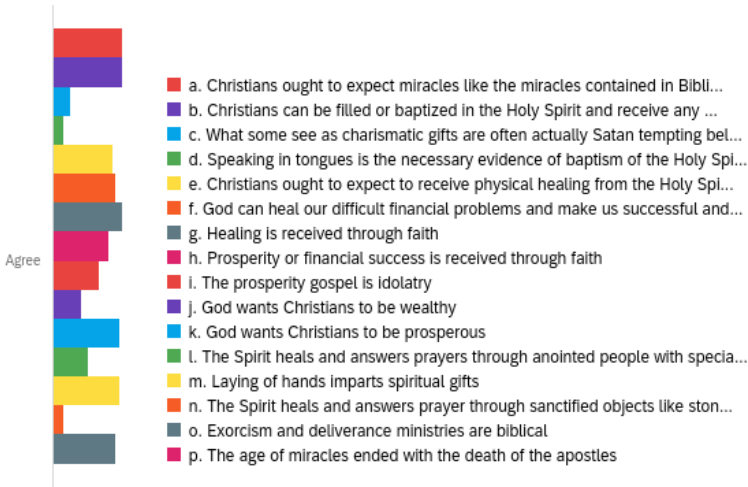 a. Christians ought to expect miracles like the miracles contained in Bibli...
b. Christians can be filled or baptized in the Holy Spirit and receive any ...
c. What some see as charismatic gifts are often actually Satan tempting bel...
d. Speaking in tongues is the necessary evidence of baptism of the Holy Spi...
e. Christians ought to expect to receive physical healing from the Holy Spi...
f. God can heal our difficult financial problems and make us successful and...
g. Healing is received through faith
Agree
h. Prosperity or financial success is received through faith
i. The prosperity gospel is idolatry
j. God wants Christians to be wealthy
k. God wants Christians to be prosperous
l. The Spirit heals and answers prayers through anointed people with specia...
m. Laying of hands imparts spiritual gifts
n. The Spirit heals and answers prayer through sanctified objects like ston...
o. Exorcism and deliverance ministries are biblical
p. The age of miracles ended with the death of the apostles